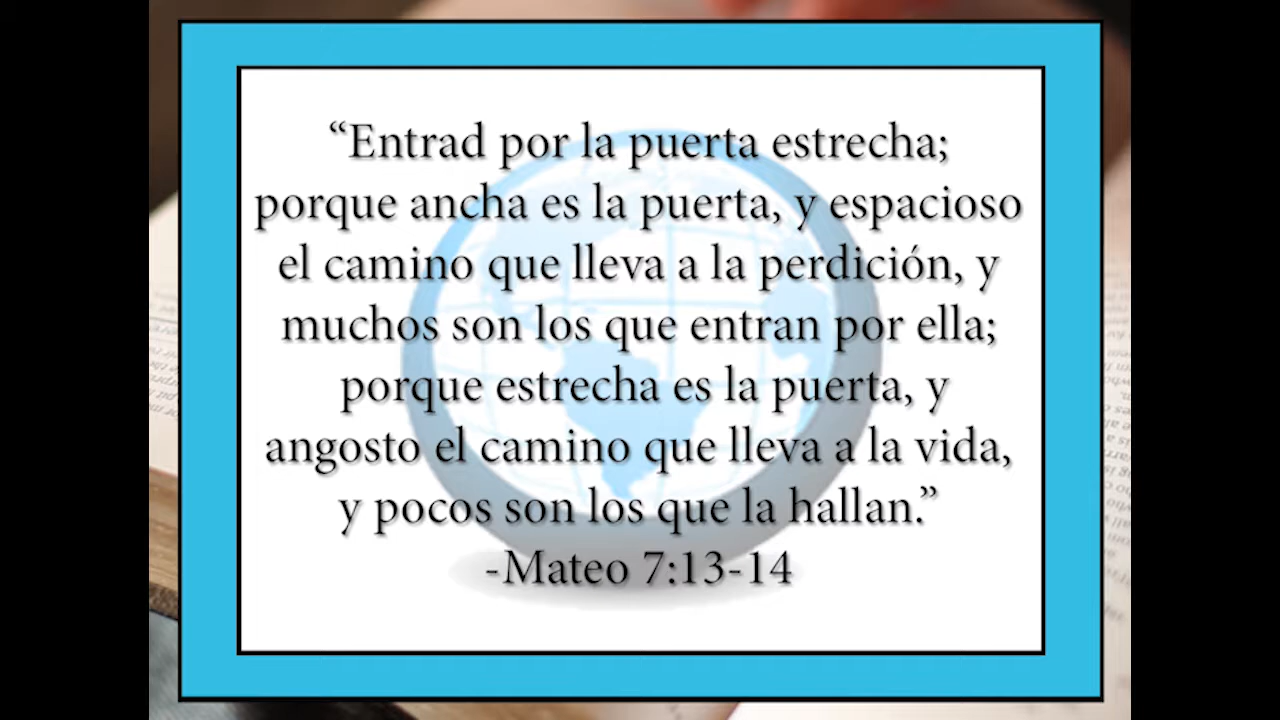 “Entrad por la puerta estrecha;
porque ancha es la puerta, y espacioso
el camino que lleva a la perdición, y
muchos son los que entran por ella;
porque estrecha es la puerta, y
angosto el camino que lleva a la vida,
y pocos son los que la hallan.”
-Mateo 7:13-14